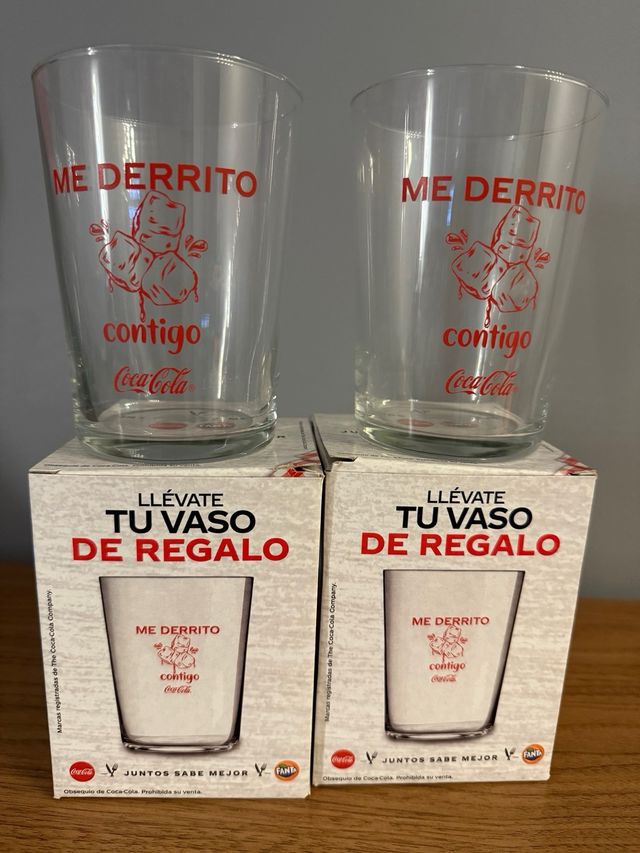 ME DERRITO
contigo
Coca-Cola
ME DERRITO
contigo
Coca-Cola
LLÉVATE
TU VASO
DE REGALO
ME DERRITO
contigo
Coca-Cola
Marcas registradas de The Coca-Cola Company.
Coca-Cola JUNTOS SABE MEJOR FANTA
Obsequio de Coca-Cola. Prohibida su venta.
LLÉVATE
TU VASO
DE REGALO
ME DERRITO
contigo
Coca-Cola
Marcas registradas de The Coca-Cola Company.
Coca-Cola JUNTOS SABE MEJOR FANTA
Obsequio de Coca-Cola. Prohibida su venta.